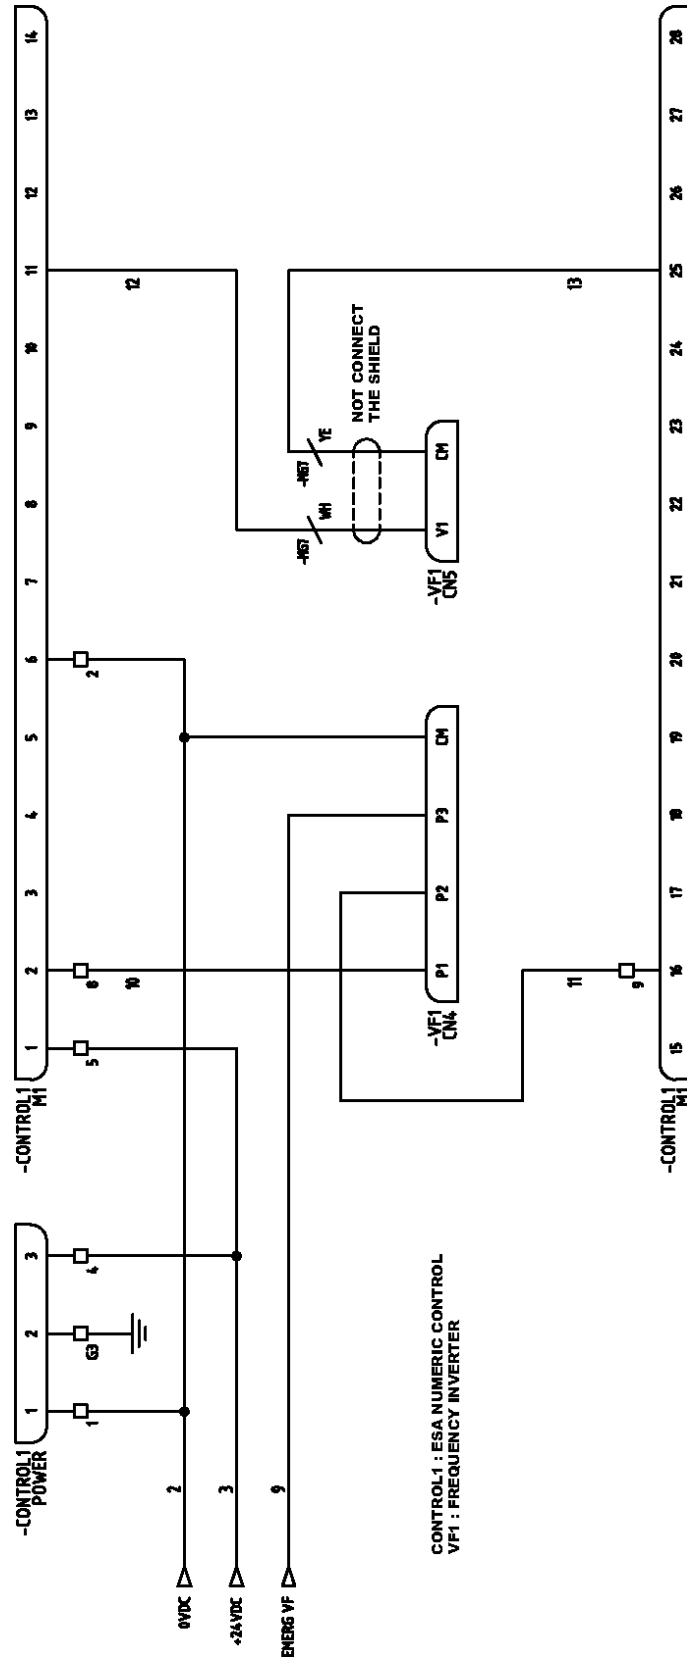 -CONTROL1
POWER
1
2
3
-CONTROL1
M1
1
2
3
4
5
6
7
8
9
10
11
12
13
14
1
G3
4
5
8
2
10
12
0VDC
2
+24VDC
3
ENERG VF
9
-MG7
WH
-MG7
YE
NOT CONNECT
THE SHIELD
-VF1
CN4
P1
P2
P3
CM
-VF1
CN5
V1
CM
CONTROL1 : ESA NUMERIC CONTROL
VF1 : FREQUENCY INVERTER
11
9
13
-CONTROL1
M1
15
16
17
18
19
20
21
22
23
24
25
26
27
28